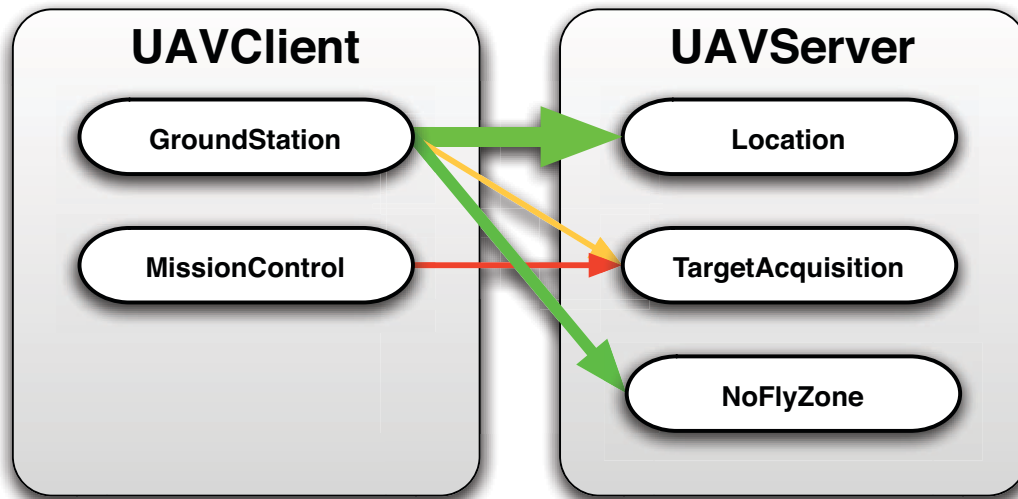 UAVClient
GroundStation
MissionControl
UAVServer
Location
TargetAcquisition
NoFlyZone